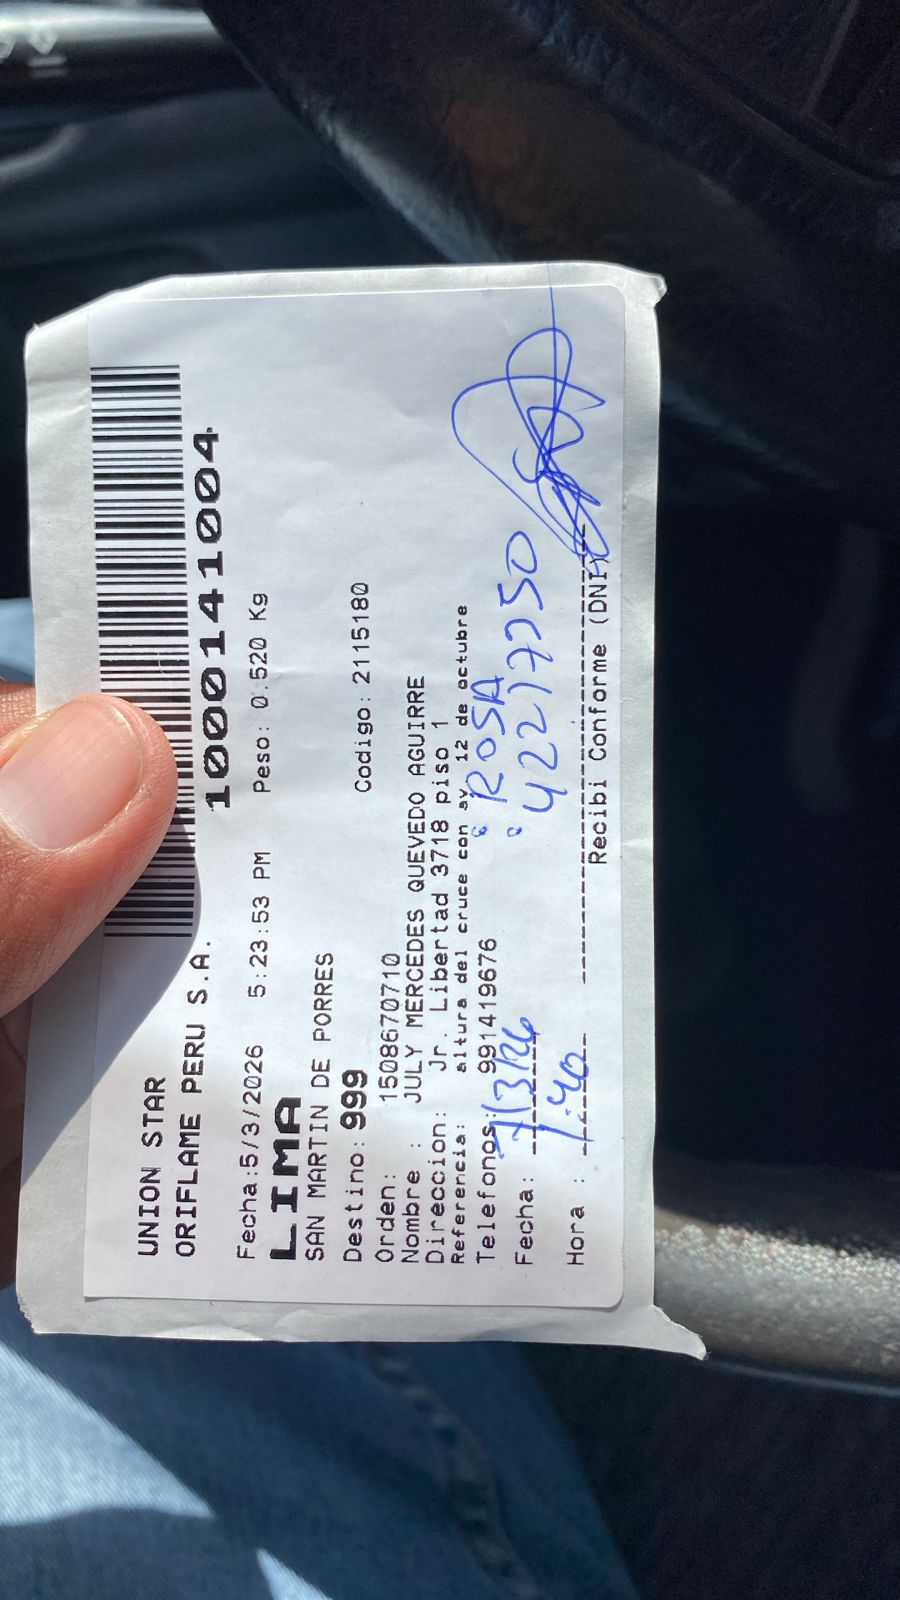 UNION STAR
ORIFLAME PERU S.A.
1000141004
Fecha:5/3/2026 5:23:53 PM Peso: 0.520 Kg
LIMA
SAN MARTIN DE PORRES
Destino: 999 Codigo: 2115180
Orden: 1508670710
Nombre : JULY MERCEDES QUEVEDO AGUIRRE
Direccion: Jr. Libertad 3718 piso 1
Referencia: altura del cruce con av 12 de octubre
Telefonos: 991419676
: ROSA
Fecha: 7/3/26
: 42217750
Hora : 1:40
Recibi Conforme (DNI)